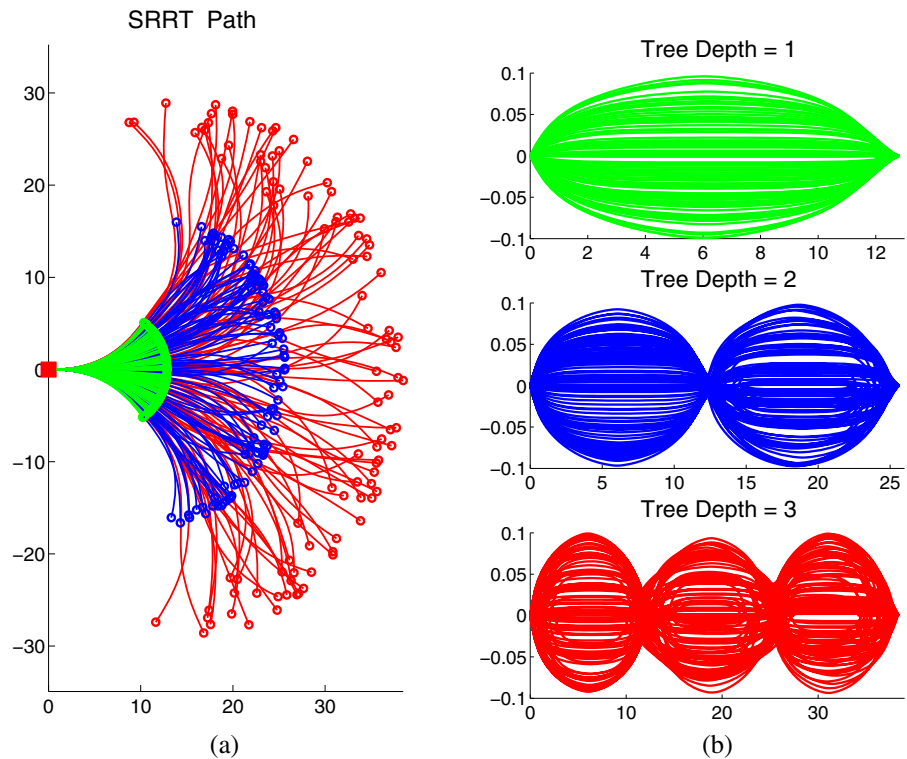 SRRT Path
30
20
10
0
-10
-20
-30
0 10 20 30
(a)
Tree Depth = 1
0.1
0.05
0
-0.05
-0.1
0 2 4 6 8 10 12
Tree Depth = 2
0.1
0.05
0
-0.05
-0.1
0 5 10 15 20 25
Tree Depth = 3
0.1
0.05
0
-0.05
-0.1
0 10 20 30
(b)